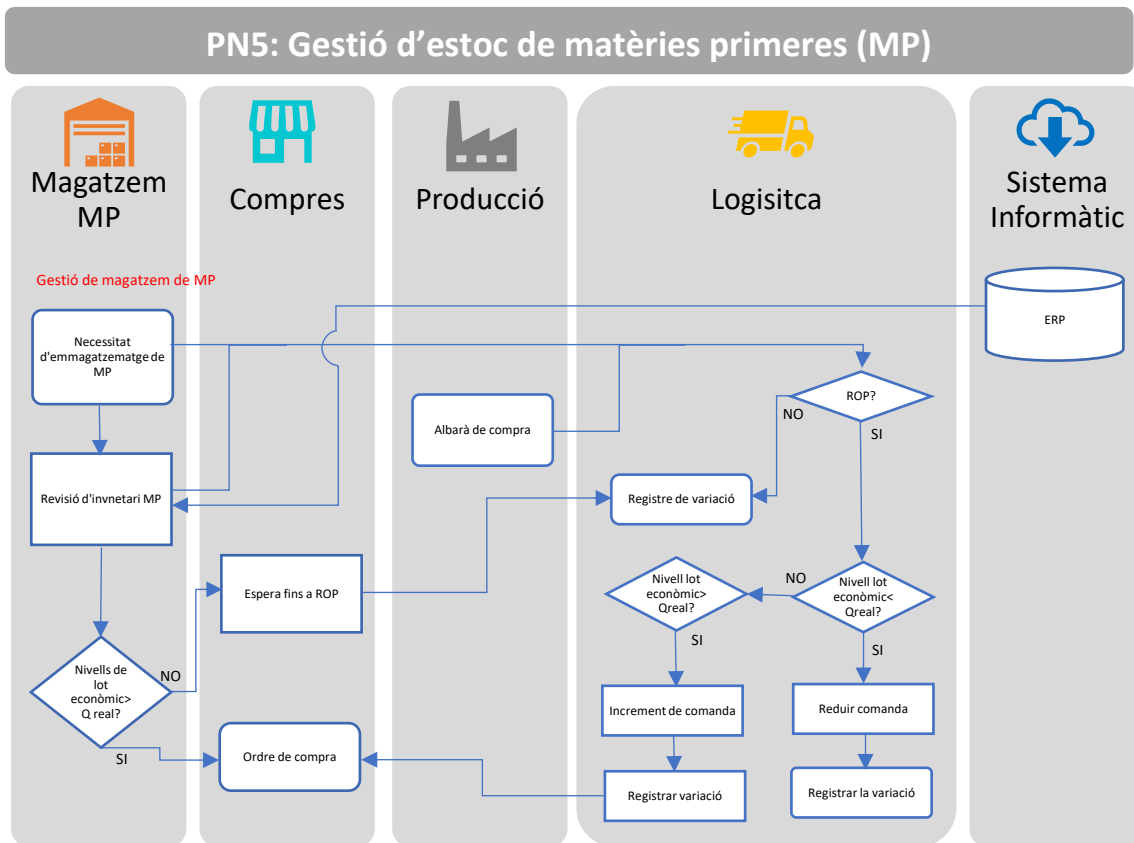 PN5: Gestió d'estoc de matèries primeres (MP)
Magatzem
MP
Compres
Producció
Logisitca
Sistema
Informàtic
Gestió de magatzem de MP
Necessitat
d'emmagatzematge de
MP
ERP
ROP?
NO
SI
Albarà de compra
Revisió d'invnetari MP
Registre de variació
Espera fins a ROP
Nivell lot
econòmic>
Qreal?
NO
Nivell lot
econòmic<
Qreal?
SI
SI
Nivells de
lot
econòmic>
Q real?
NO
SI
Increment de comanda
Reduir comanda
Ordre de compra
Registrar variació
Registrar la variació